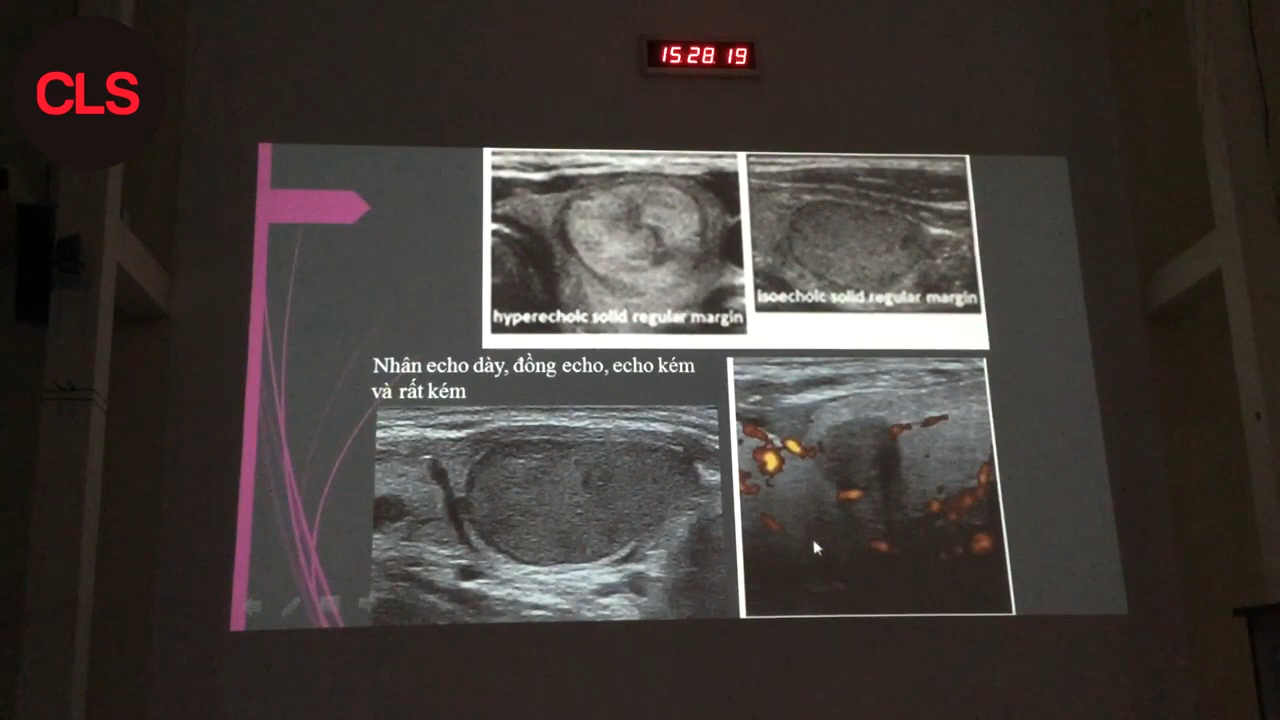 CLS
15.28.19
hyperechoic solid regular margin
isoechoic solid regular margin
Nhân echo dày, đồng echo, echo kém
và rất kém